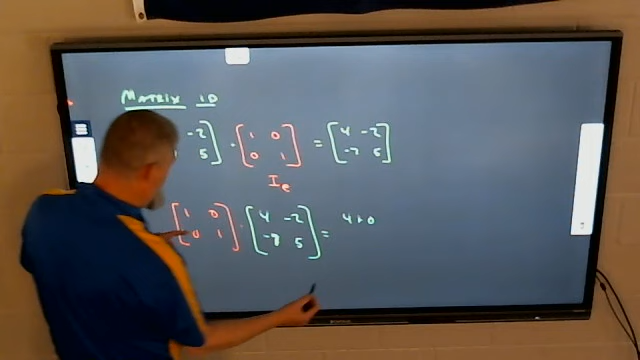 MATRIX ID
-2 5 · [1 0 0 1] = [4 -2 -7 5]
Ie
[1 0 0 1] · [4 -2 -7 5] = 4+0